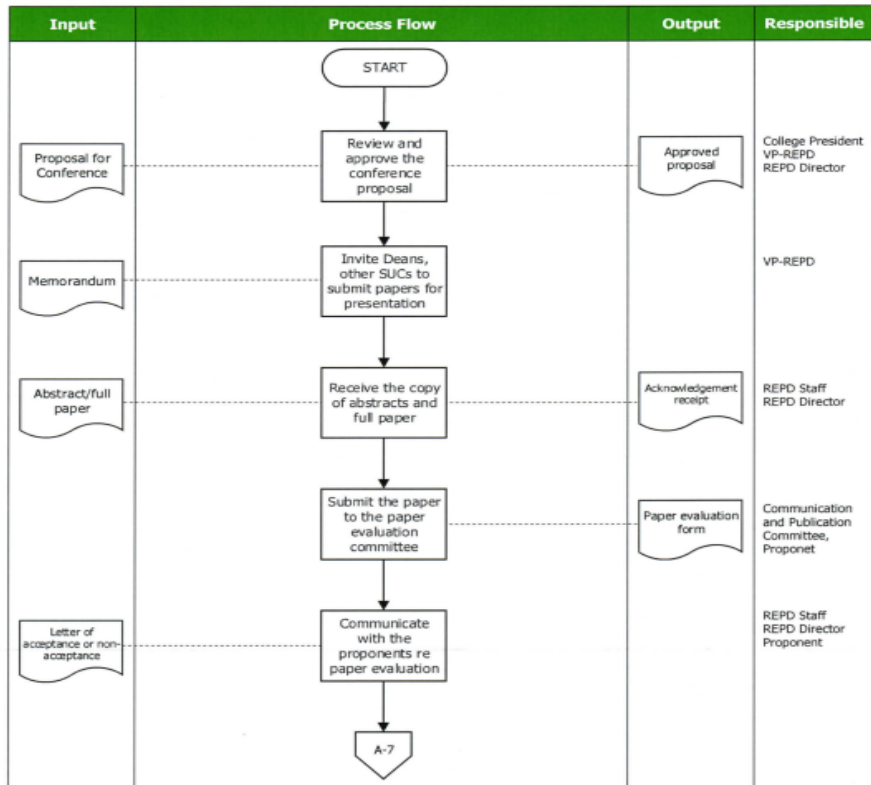 Input
Process Flow
Output
Responsible
START
Proposal for
Conference
Review and
approve the
conference
proposal
Approved
proposal
College President
VP-REPD
REPD Director
Memorandum
Invite Deans,
other SUCs to
submit papers for
presentation
VP-REPD
Abstract/full
paper
Receive the copy
of abstracts and
full paper
Acknowledgement
receipt
REPD Staff
REPD Director
Submit the paper
to the paper
evaluation
committee
Paper evaluation
form
Communication
and Publication
Committee,
Proponet
Letter of
acceptance or non-
acceptance
Communicate
with the
proponents re
paper evaluation
REPD Staff
REPD Director
Proponent
A-7